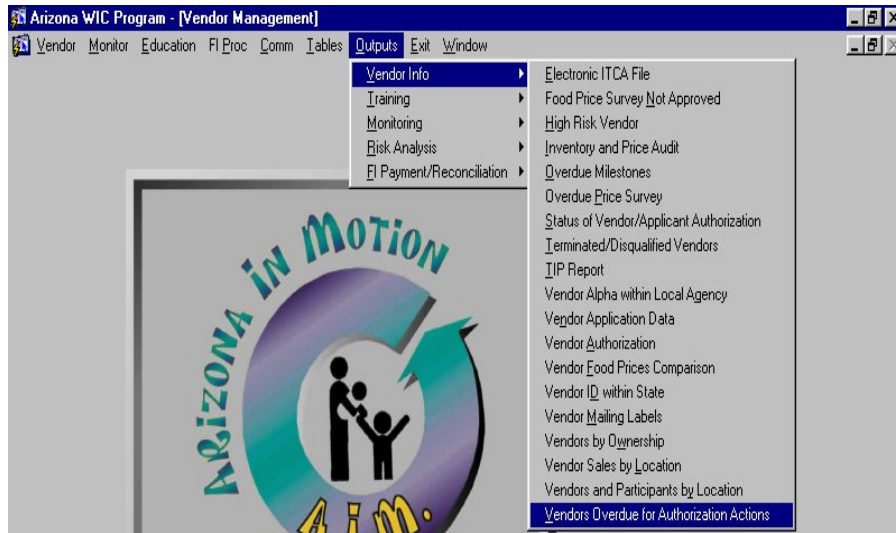 Arizona WIC Program - [Vendor Management]
Vendor Monitor Education FI Proc Comm Tables Outputs Exit Window
Vendor Info
Training
Monitoring
Risk Analysis
FI Payment/Reconciliation
Electronic ITCA File
Food Price Survey Not Approved
High Risk Vendor
Inventory and Price Audit
Overdue Milestones
Overdue Price Survey
Status of Vendor/Applicant Authorization
Terminated/Disqualified Vendors
TIP Report
Vendor Alpha within Local Agency
Vendor Application Data
Vendor Authorization
Vendor Food Prices Comparison
Vendor ID within State
Vendor Mailing Labels
Vendors by Ownership
Vendor Sales by Location
Vendors and Participants by Location
Vendors Overdue for Authorization Actions
ARIZONA IN MOTION
A.i.m.